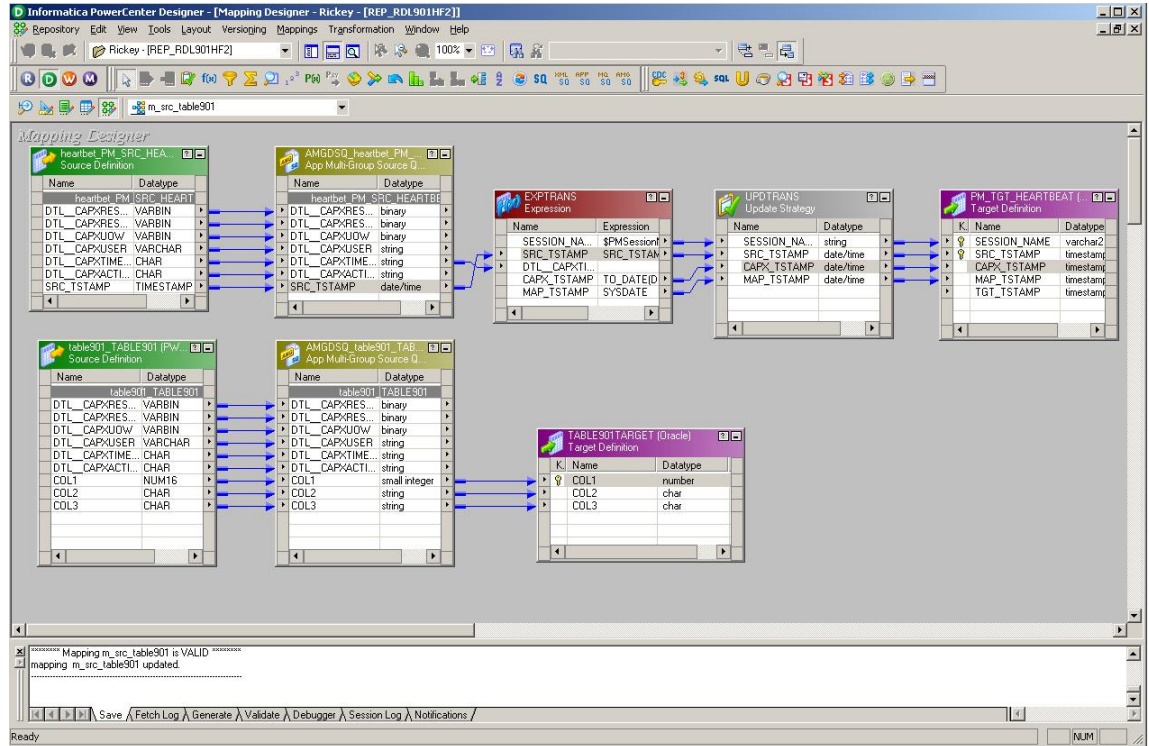 Informatica PowerCenter Designer - [Mapping Designer - Rickey - [REP_RDL901HF2]]
Repository Edit View Tools Layout Versioning Mappings Transformation Window Help
Rickey - [REP_RDL901HF2]
100%
m_src_table901
Mapping Designer
heartbet_PM_SRC_HEA...
Source Definition
Name Datatype
heartbet_PM_SRC_HEART
DTL__CAPXRES... VARBIN
DTL__CAPXRES... VARBIN
DTL__CAPXUOW VARBIN
DTL__CAPXUSER VARCHAR
DTL__CAPXTIME... CHAR
DTL__CAPXACTI... CHAR
SRC_TSTAMP TIMESTAMP
AMGDSQ_heartbet_PM_...
App Multi-Group Source Q...
Name Datatype
heartbet_PM_SRC_HEARTBE
DTL__CAPXRES... binary
DTL__CAPXRES... binary
DTL__CAPXUOW binary
DTL__CAPXUSER string
DTL__CAPXTIME... string
DTL__CAPXACTI... string
SRC_TSTAMP date/time
EXPTRANS
Expression
Name Expression
SESSION_NA... $PMSessionN
SRC_TSTAMP SRC_TSTAM
DTL__CAPXTI...
CAPX_TSTAMP TO_DATE(D
MAP_TSTAMP SYSDATE
UPDTRANS
Update Strategy
Name Datatype
SESSION_NA... string
SRC_TSTAMP date/time
CAPX_TSTAMP date/time
MAP_TSTAMP date/time
PM_TGT_HEARTBEAT (...
Target Definition
K. Name Datatype
SESSION_NAME varchar2
SRC_TSTAMP timestamp
CAPX_TSTAMP timestamp
MAP_TSTAMP timestamp
TGT_TSTAMP timestamp
table901_TABLE901 (PW...
Source Definition
Name Datatype
table901_TABLE901
DTL__CAPXRES... VARBIN
DTL__CAPXRES... VARBIN
DTL__CAPXUOW VARBIN
DTL__CAPXUSER VARCHAR
DTL__CAPXTIME... CHAR
DTL__CAPXACTI... CHAR
COL1 NUM16
COL2 CHAR
COL3 CHAR
AMGDSQ_table901_TAB...
App Multi-Group Source Q...
Name Datatype
table901_TABLE901
DTL__CAPXRES... binary
DTL__CAPXRES... binary
DTL__CAPXUOW binary
DTL__CAPXUSER string
DTL__CAPXTIME... string
DTL__CAPXACTI... string
COL1 small integer
COL2 string
COL3 string
TABLE901TARGET (Oracle)
Target Definition
K. Name Datatype
COL1 number
COL2 char
COL3 char
******** Mapping m_src_table901 is VALID ********
mapping m_src_table901 updated.
Save Fetch Log Generate Validate Debugger Session Log Notifications
Ready NUM